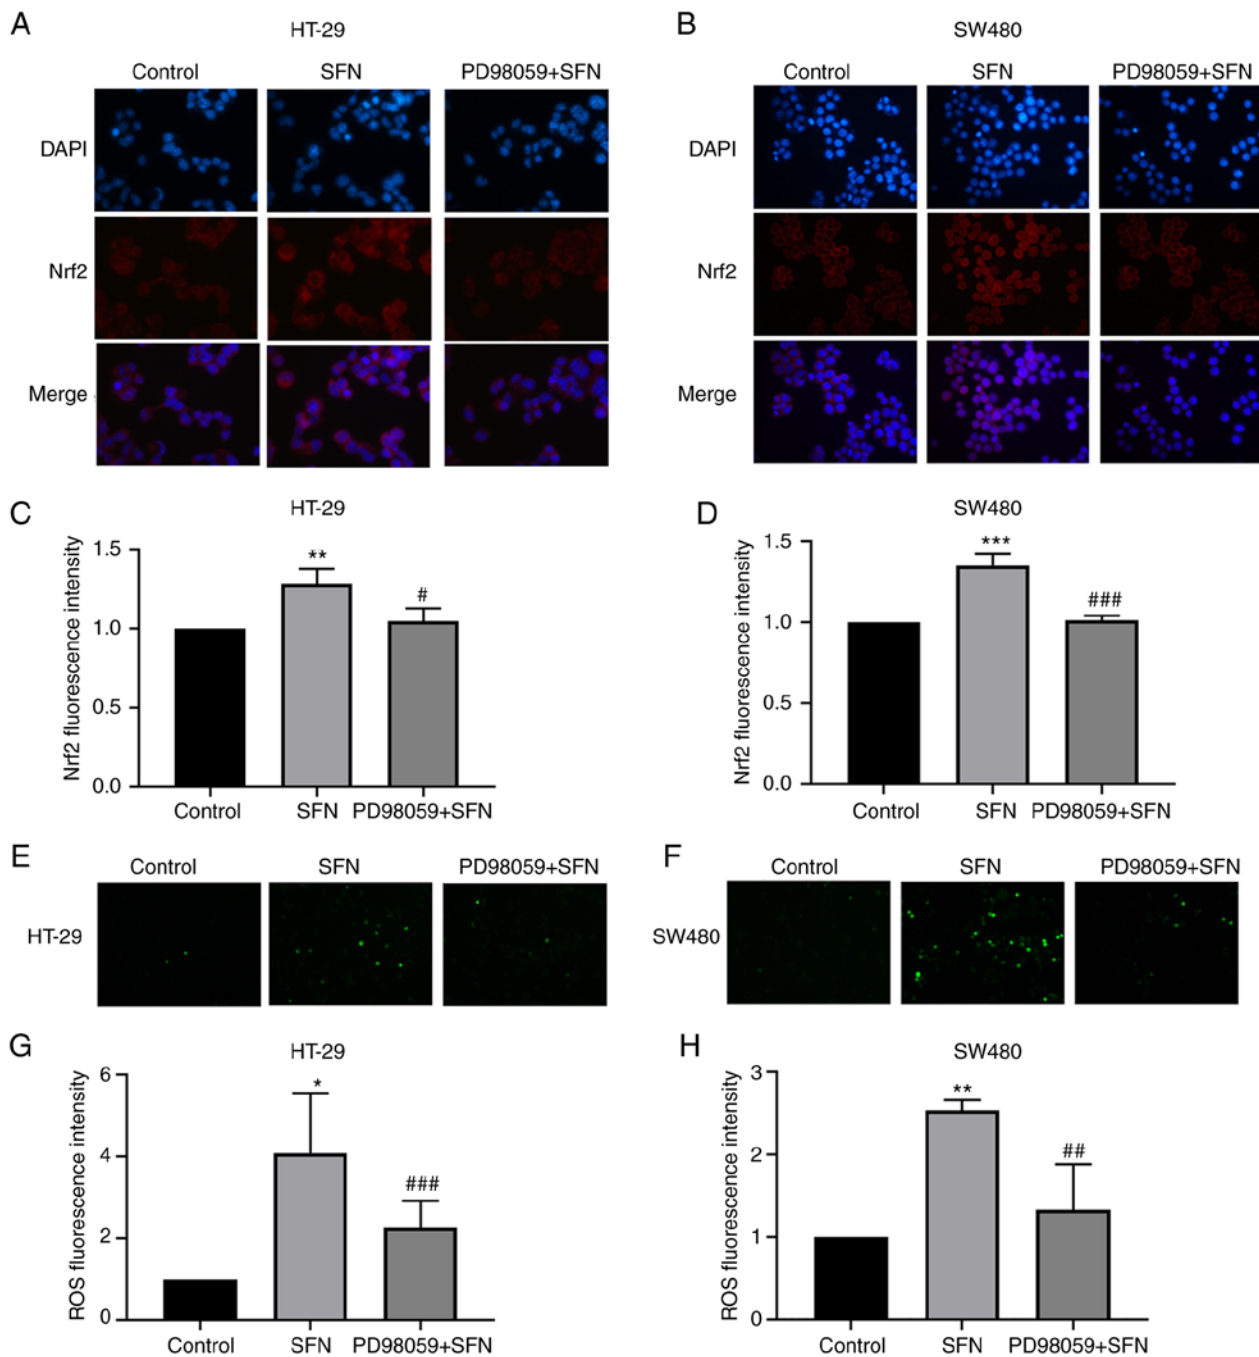 A
HT-29
Control SFN PD98059+SFN
DAPI
Nrf2
Merge
B
SW480
Control SFN PD98059+SFN
DAPI
Nrf2
Merge
C
HT-29
Nrf2 fluorescence intensity
1.5
1.0
0.5
0.0
**
#
Control SFN PD98059+SFN
D
SW480
Nrf2 fluorescence intensity
1.5
1.0
0.5
0.0
***
###
Control SFN PD98059+SFN
E
Control SFN PD98059+SFN
HT-29
F
Control SFN PD98059+SFN
SW480
G
HT-29
ROS fluorescence intensity
6
4
2
0
*
###
Control SFN PD98059+SFN
H
SW480
ROS fluorescence intensity
3
2
1
0
**
##
Control SFN PD98059+SFN